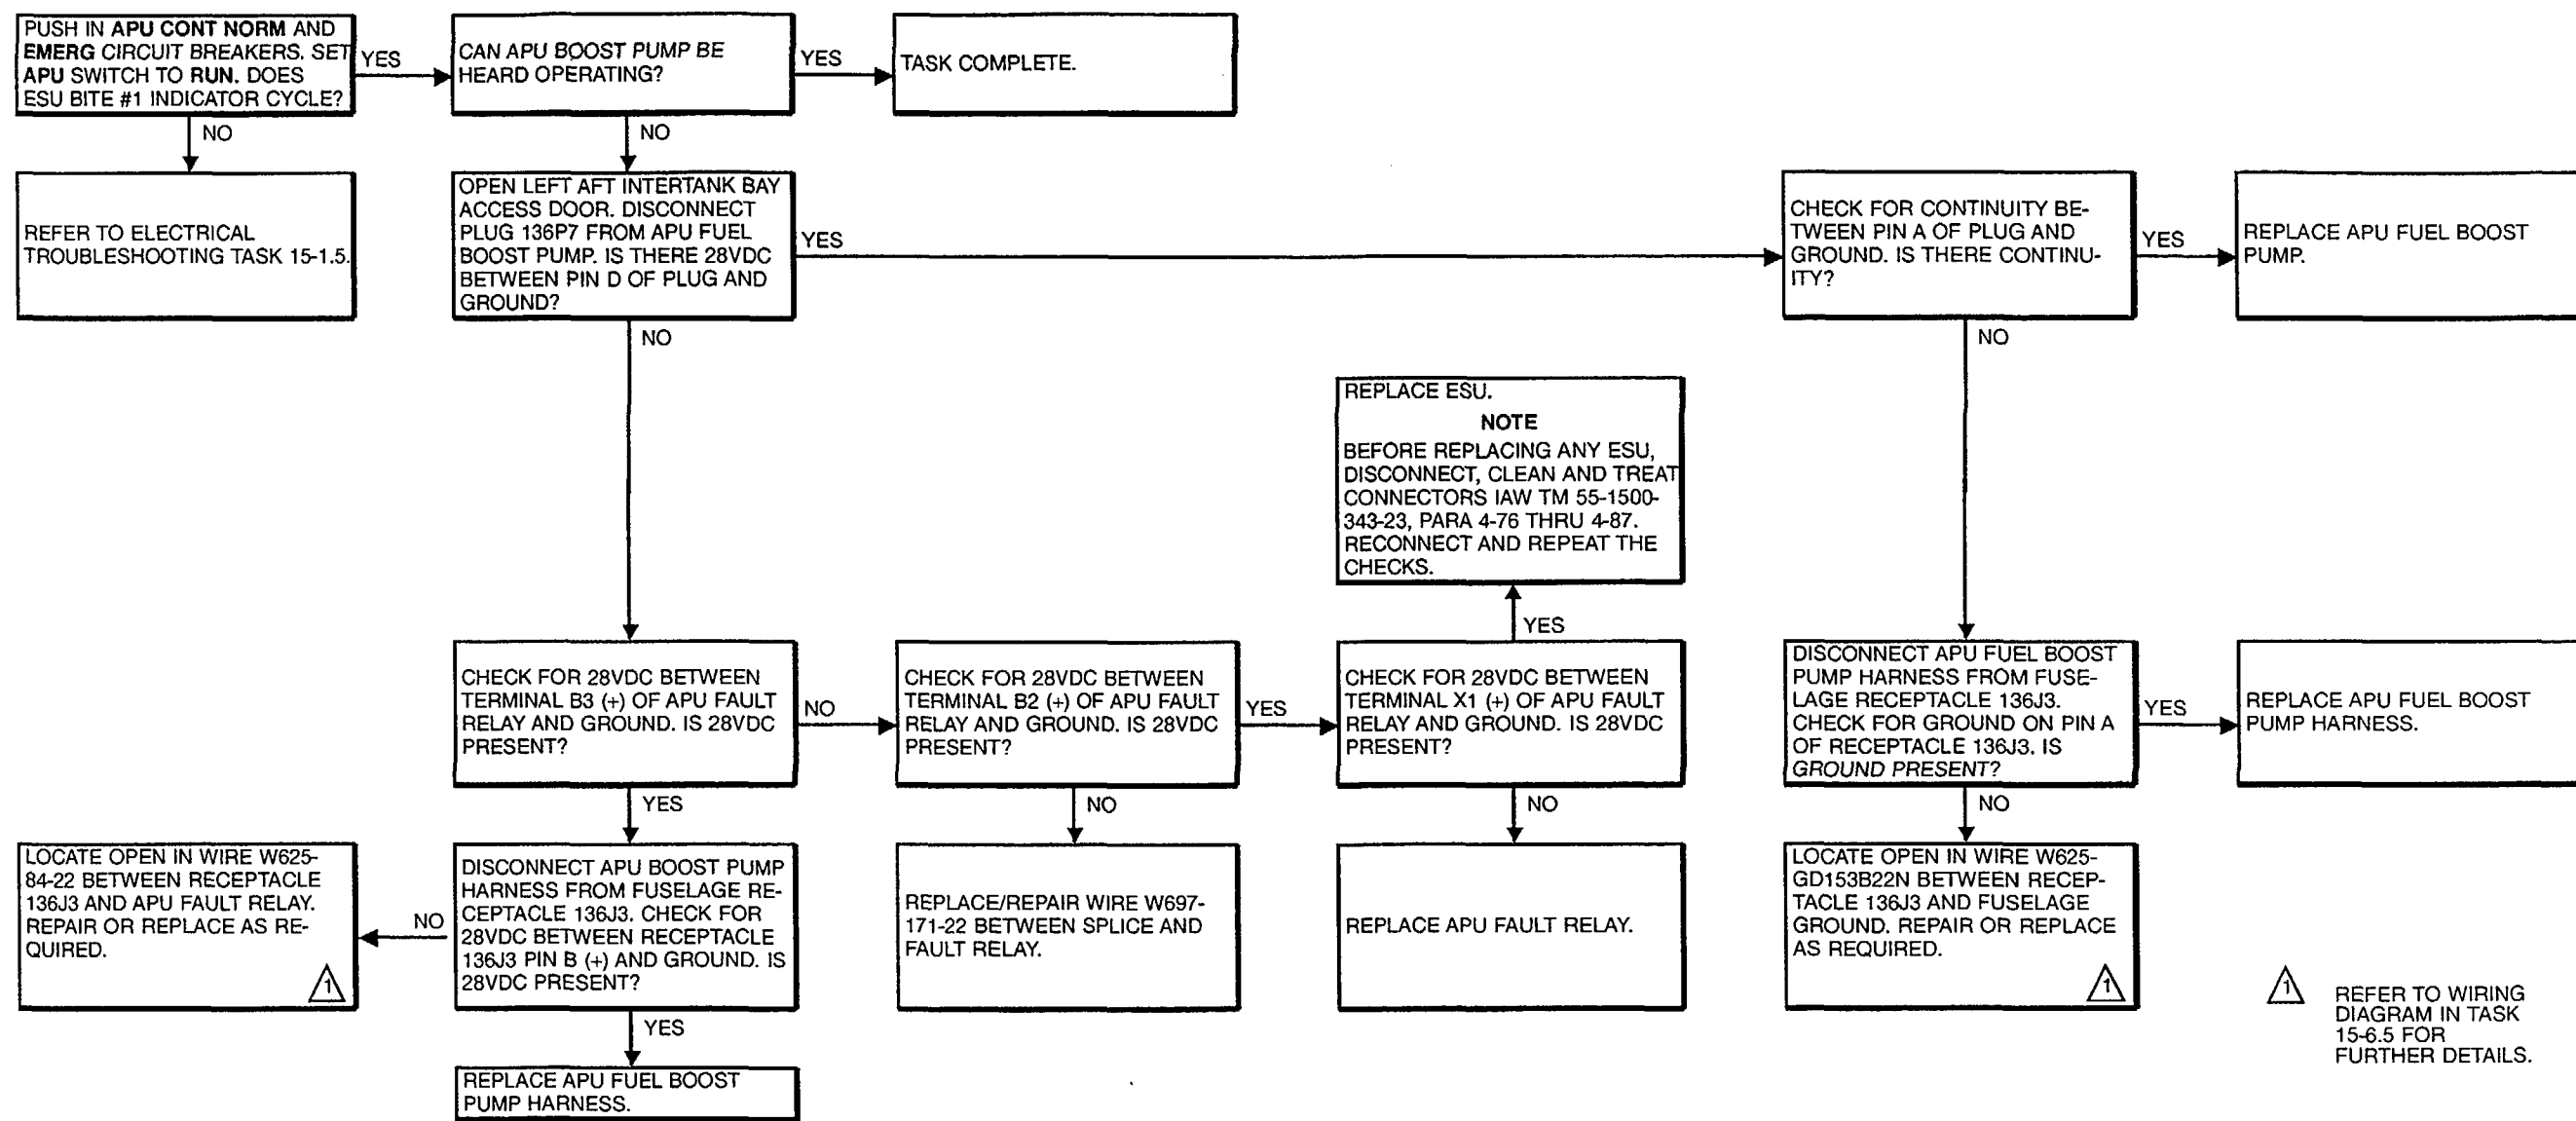 PUSH IN APU CONT NORM AND
EMERG CIRCUIT BREAKERS. SET
APU SWITCH TO RUN. DOES
ESU BITE #1 INDICATOR CYCLE?
YES
CAN APU BOOST PUMP BE
HEARD OPERATING?
YES
TASK COMPLETE.
NO
NO
REFER TO ELECTRICAL
TROUBLESHOOTING TASK 15-1.5.
OPEN LEFT AFT INTERTANK BAY
ACCESS DOOR. DISCONNECT
PLUG 136P7 FROM APU FUEL
BOOST PUMP. IS THERE 28VDC
BETWEEN PIN D OF PLUG AND
GROUND?
YES
CHECK FOR CONTINUITY BE-
TWEEN PIN A OF PLUG AND
GROUND. IS THERE CONTINU-
ITY?
YES
REPLACE APU FUEL BOOST
PUMP.
NO
NO
REPLACE ESU.
NOTE
BEFORE REPLACING ANY ESU,
DISCONNECT, CLEAN AND TREAT
CONNECTORS IAW TM 55-1500-
343-23, PARA 4-76 THRU 4-87.
RECONNECT AND REPEAT THE
CHECKS.
YES
CHECK FOR 28VDC BETWEEN
TERMINAL B3 (+) OF APU FAULT
RELAY AND GROUND. IS 28VDC
PRESENT?
NO
CHECK FOR 28VDC BETWEEN
TERMINAL B2 (+) OF APU FAULT
RELAY AND GROUND. IS 28VDC
PRESENT?
YES
CHECK FOR 28VDC BETWEEN
TERMINAL X1 (+) OF APU FAULT
RELAY AND GROUND. IS 28VDC
PRESENT?
DISCONNECT APU FUEL BOOST
PUMP HARNESS FROM FUSE-
LAGE RECEPTACLE 136J3.
CHECK FOR GROUND ON PIN A
OF RECEPTACLE 136J3. IS
GROUND PRESENT?
YES
REPLACE APU FUEL BOOST
PUMP HARNESS.
YES
NO
NO
NO
LOCATE OPEN IN WIRE W625-
84-22 BETWEEN RECEPTACLE
136J3 AND APU FAULT RELAY.
REPAIR OR REPLACE AS RE-
QUIRED.
1
NO
DISCONNECT APU BOOST PUMP
HARNESS FROM FUSELAGE RE-
CEPTACLE 136J3. CHECK FOR
28VDC BETWEEN RECEPTACLE
136J3 PIN B (+) AND GROUND. IS
28VDC PRESENT?
REPLACE/REPAIR WIRE W697-
171-22 BETWEEN SPLICE AND
FAULT RELAY.
REPLACE APU FAULT RELAY.
LOCATE OPEN IN WIRE W625-
GD153B22N BETWEEN RECEP-
TACLE 136J3 AND FUSELAGE
GROUND. REPAIR OR REPLACE
AS REQUIRED.
1
1
REFER TO WIRING
DIAGRAM IN TASK
15-6.5 FOR
FURTHER DETAILS.
YES
REPLACE APU FUEL BOOST
PUMP HARNESS.